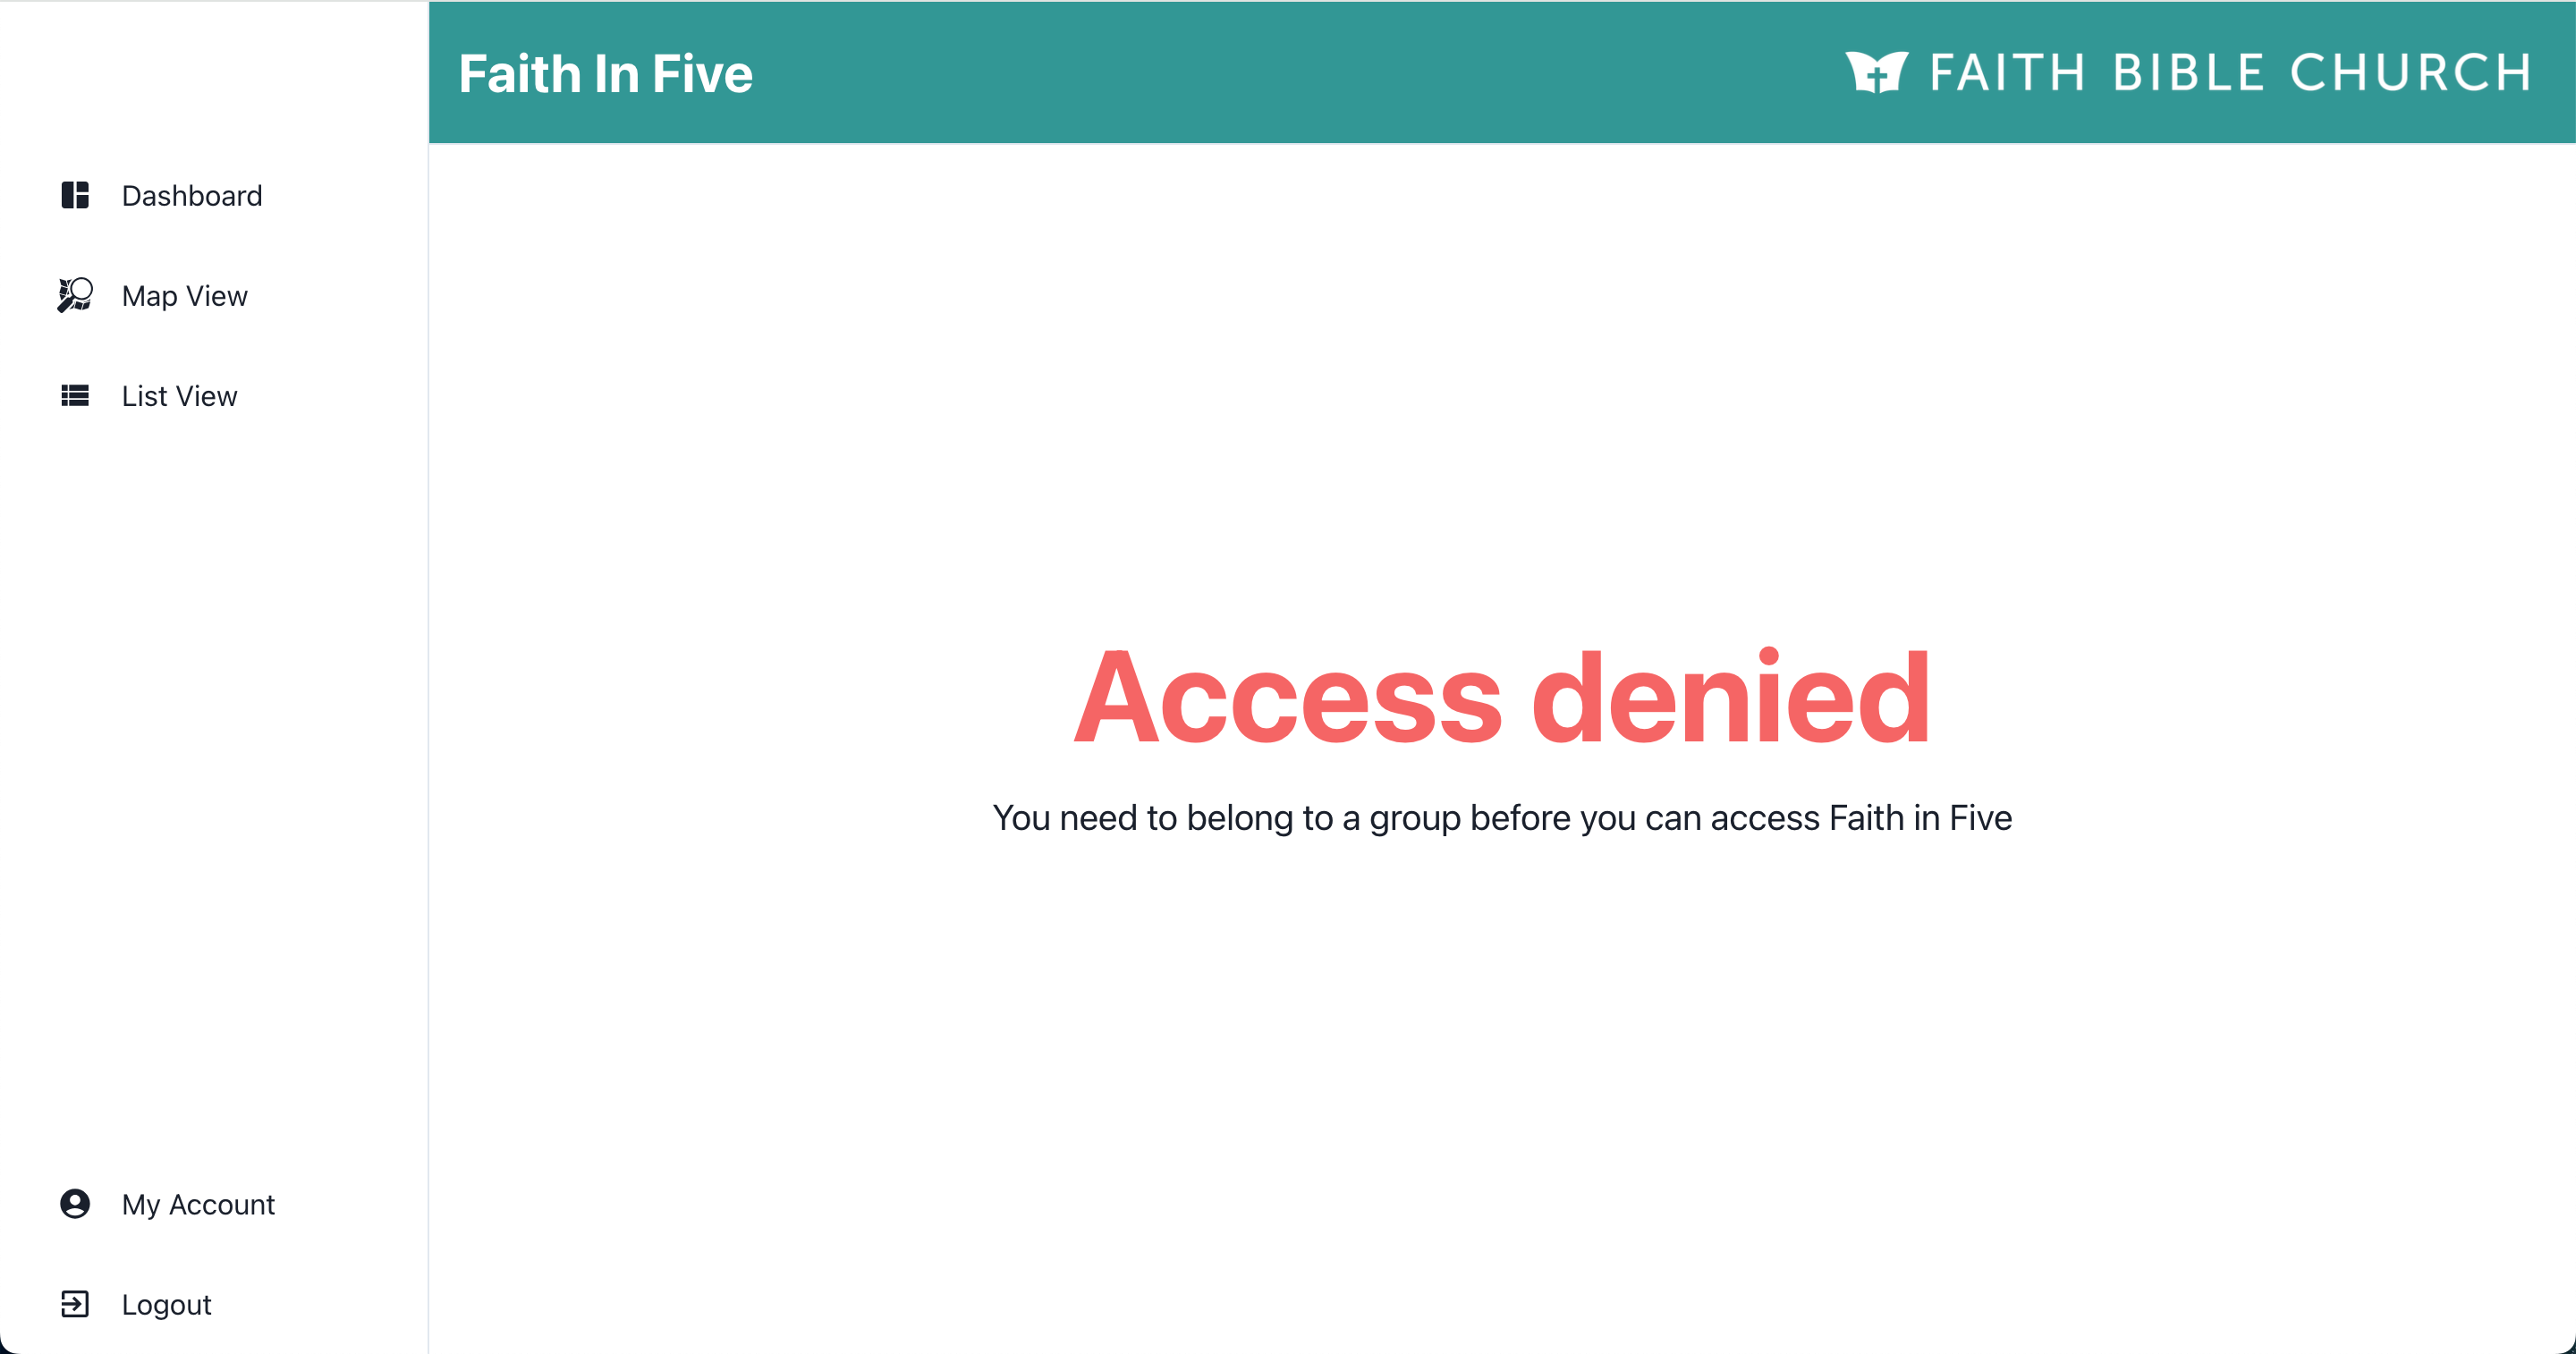 Faith In Five
FAITH BIBLE CHURCH
Dashboard
Map View
List View
Access denied
You need to belong to a group before you can access Faith in Five
My Account
Logout